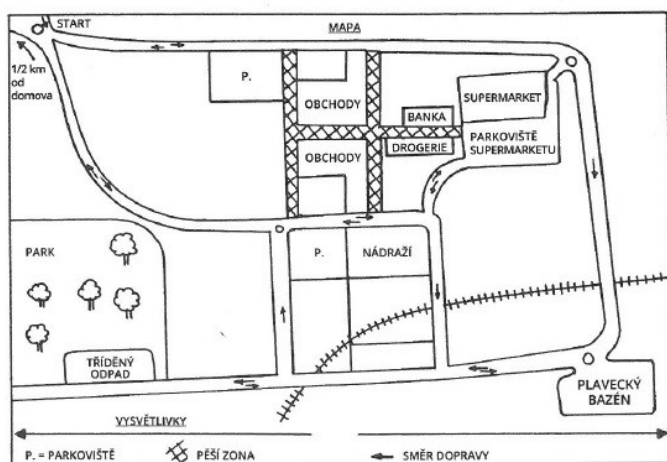 START
MAPA
1/2 km
od
domova
P.
OBCHODY
SUPERMARKET
BANKA
DROGERIE
PARKOVIŠTĚ
SUPERMARKETU
OBCHODY
PARK
P.
NÁDRAŽÍ
TŘÍDĚNÝ
ODPAD
PLAVECKÝ
BAZÉN
VYSVĚTLIVKY
P. = PARKOVIŠTĚ
PĚŠÍ ZONA
SMĚR DOPRAVY